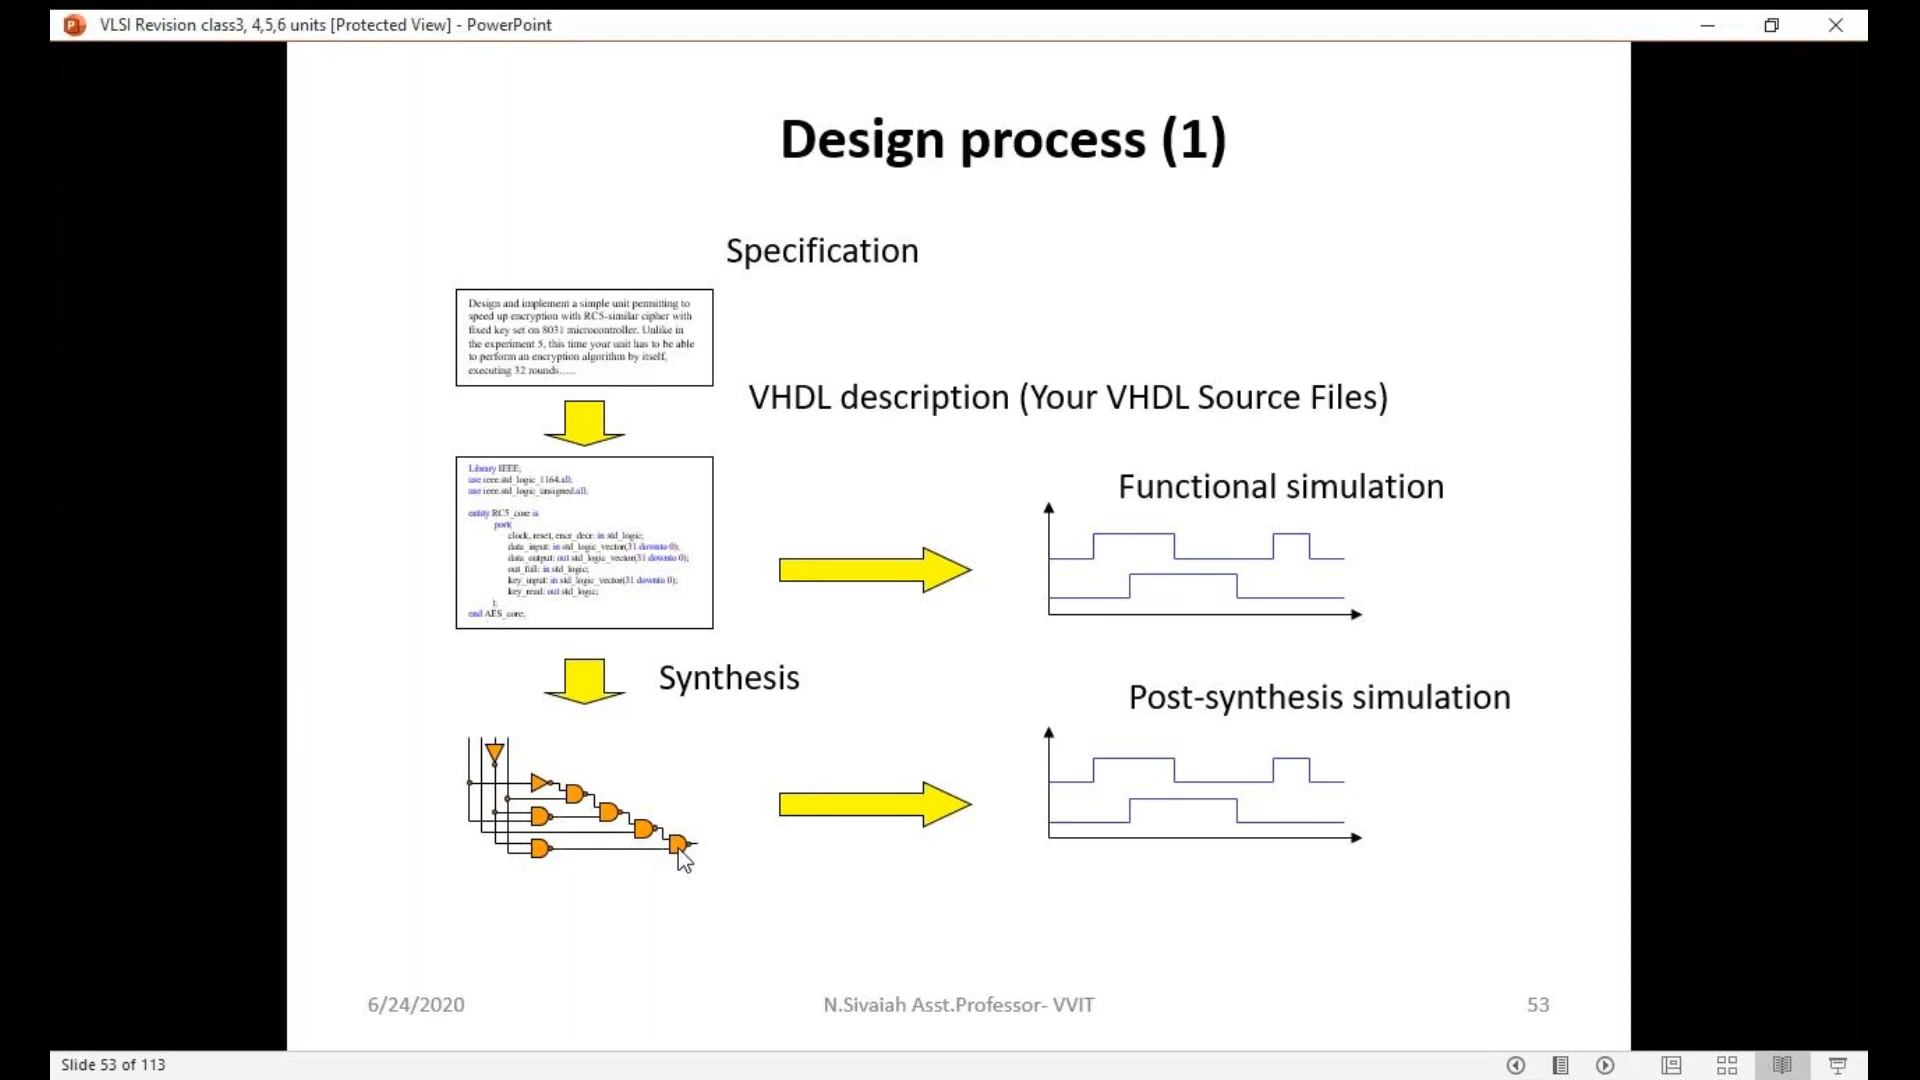 VLSI Revision class3, 4,5,6 units [Protected View] - PowerPoint
Design process (1)
Specification
Design and implement a simple unit permitting to
speed up encryption with RC5-similar cipher with
fixed key set on 8031 microcontroller. Unlike in
the experiment 5, this time your unit has to be able
to perform an encryption algorithm by itself,
executing 32 rounds…..
VHDL description (Your VHDL Source Files)
Library IEEE;
use ieee.std_logic_1164.all;
use ieee.std_logic_unsigned.all;
entity RC5_core is
port(
clock, reset, encr_decr: in std_logic;
data_input: in std_logic_vector(31 downto 0);
data_output: out std_logic_vector(31 downto 0);
out_full: in std_logic;
key_input: in std_logic_vector(31 downto 0);
key_read: out std_logic;
);
end AES_core;
Functional simulation
Synthesis
Post-synthesis simulation
6/24/2020
N.Sivaiah Asst.Professor- VVIT
53
Slide 53 of 113